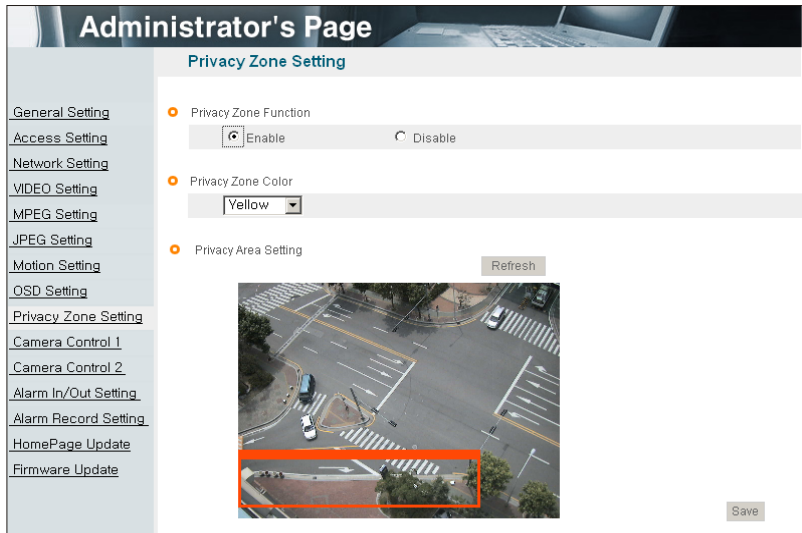 Administrator's Page
Privacy Zone Setting
General Setting
Access Setting
Network Setting
VIDEO Setting
MPEG Setting
JPEG Setting
Motion Setting
OSD Setting
Privacy Zone Setting
Camera Control 1
Camera Control 2
Alarm In/Out Setting
Alarm Record Setting
HomePage Update
Firmware Update
Privacy Zone Function
Enable Disable
Privacy Zone Color
Yellow
Privacy Area Setting
Refresh
Save